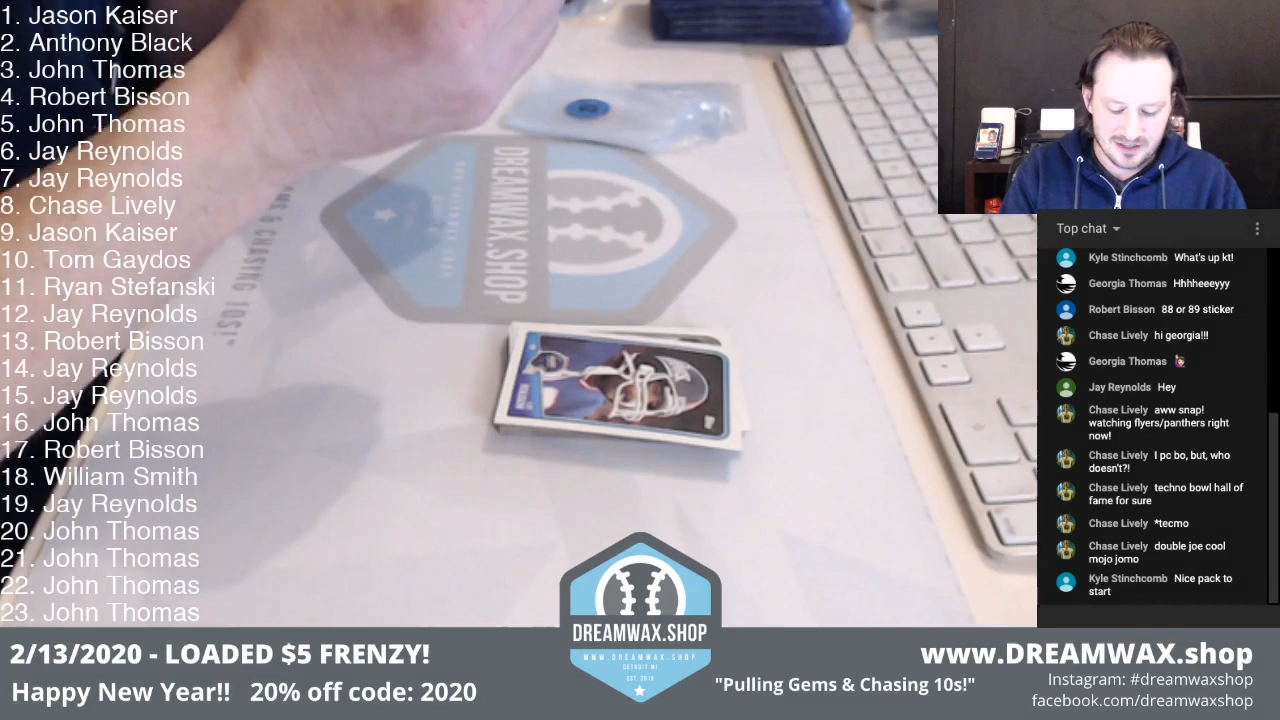 1. Jason Kaiser
2. Anthony Black
3. John Thomas
4. Robert Bisson
5. John Thomas
6. Jay Reynolds
7. Jay Reynolds
8. Chase Lively
9. Jason Kaiser
10. Tom Gaydos
11. Ryan Stefanski
12. Jay Reynolds
13. Robert Bisson
14. Jay Reynolds
15. Jay Reynolds
16. John Thomas
17. Robert Bisson
18. William Smith
19. Jay Reynolds
20. John Thomas
21. John Thomas
22. John Thomas
23. John Thomas
DREAMWAX.SHOP
& CHASING 10S!"
Top chat
Kyle Stinchcomb What's up kt!
Georgia Thomas Hhhheeeyyy
Robert Bisson 88 or 89 sticker
Chase Lively hi georgia!!!
Georgia Thomas 🙋
Jay Reynolds Hey
Chase Lively aww snap!
watching flyers/panthers right
now!
Chase Lively I pc bo, but, who
doesn't?!
Chase Lively techno bowl hall of
fame for sure
Chase Lively *tecmo
Chase Lively double joe cool
mojo jomo
Kyle Stinchcomb Nice pack to
start
DREAMWAX.SHOP
WWW.DREAMWAX.SHOP
DETROIT MI
EST. 2018
2/13/2020 - LOADED $5 FRENZY!
Happy New Year!! 20% off code: 2020
"Pulling Gems & Chasing 10s!"
www.DREAMWAX.shop
Instagram: #dreamwaxshop
facebook.com/dreamwaxshop